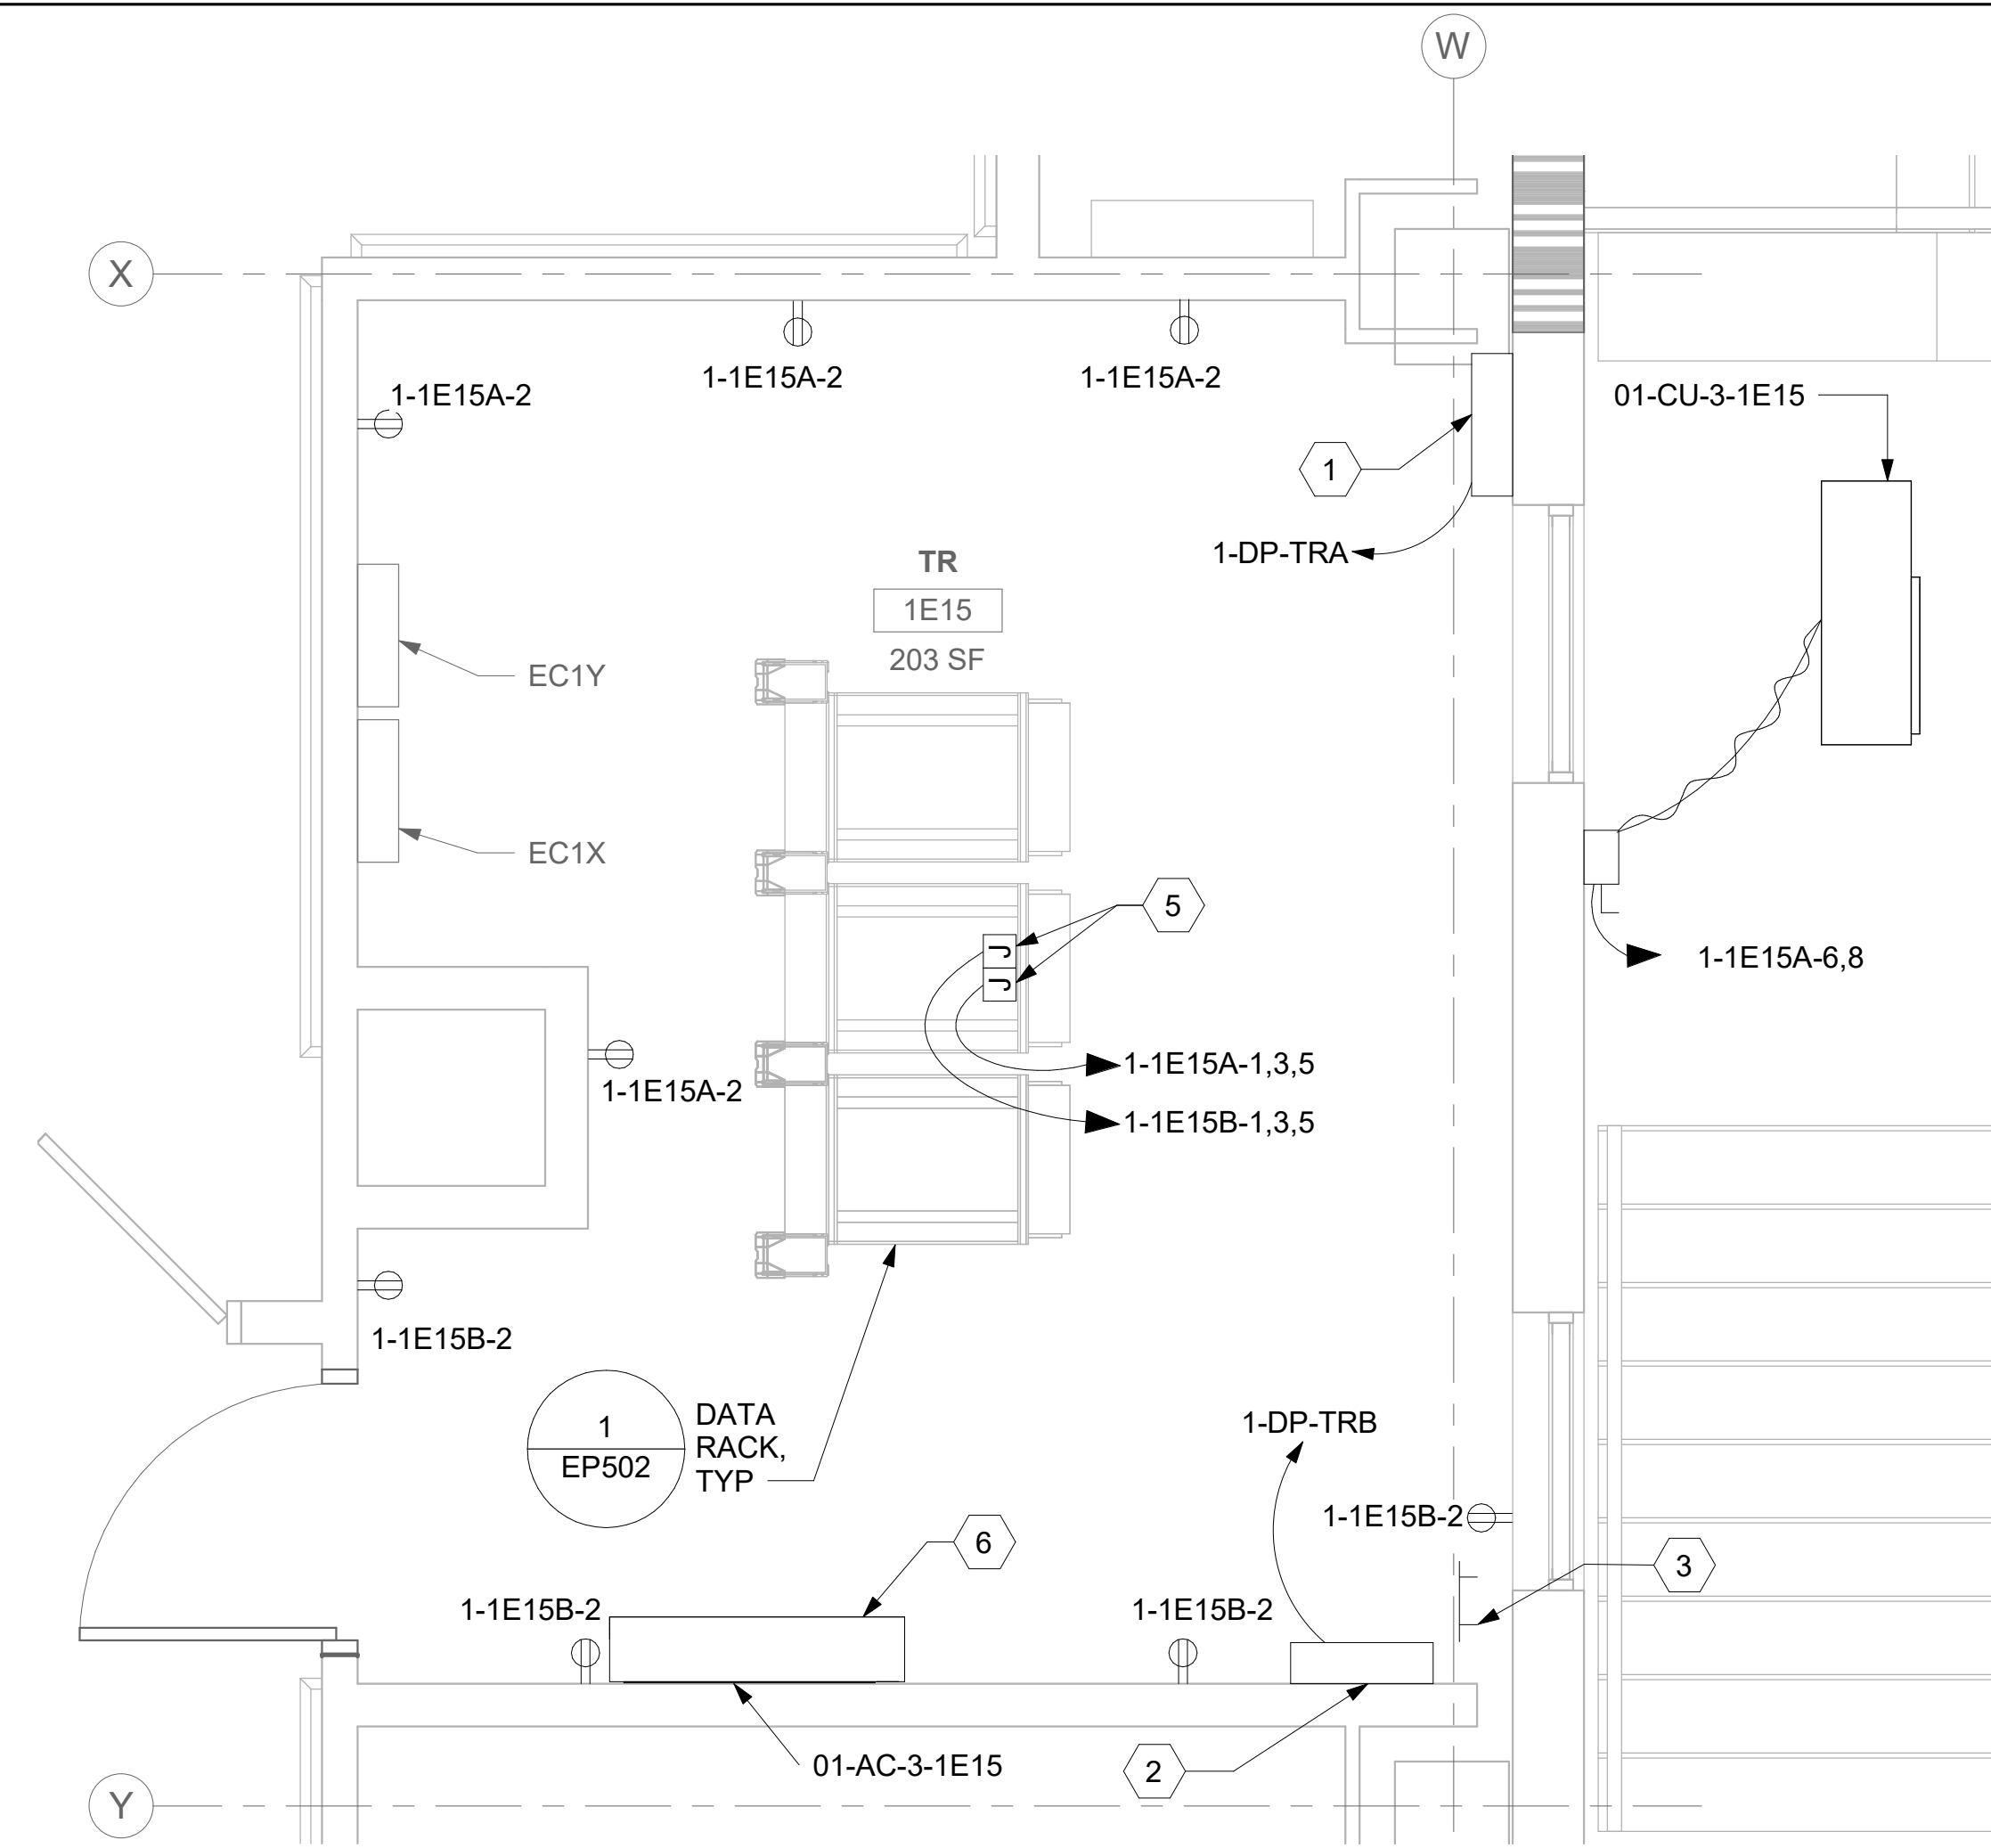 W
X
1-1E15A-2
1-1E15A-2
1-1E15A-2
01-CU-3-1E15
1
1-DP-TRA
TR
1E15
203 SF
EC1Y
EC1X
5
J
J
1-1E15A-6,8
1-1E15A-1,3,5
1-1E15A-2
1-1E15B-1,3,5
1-1E15B-2
1
EP502
DATA
RACK,
TYP
1-DP-TRB
1-1E15B-2
6
3
1-1E15B-2
1-1E15B-2
01-AC-3-1E15
2
Y